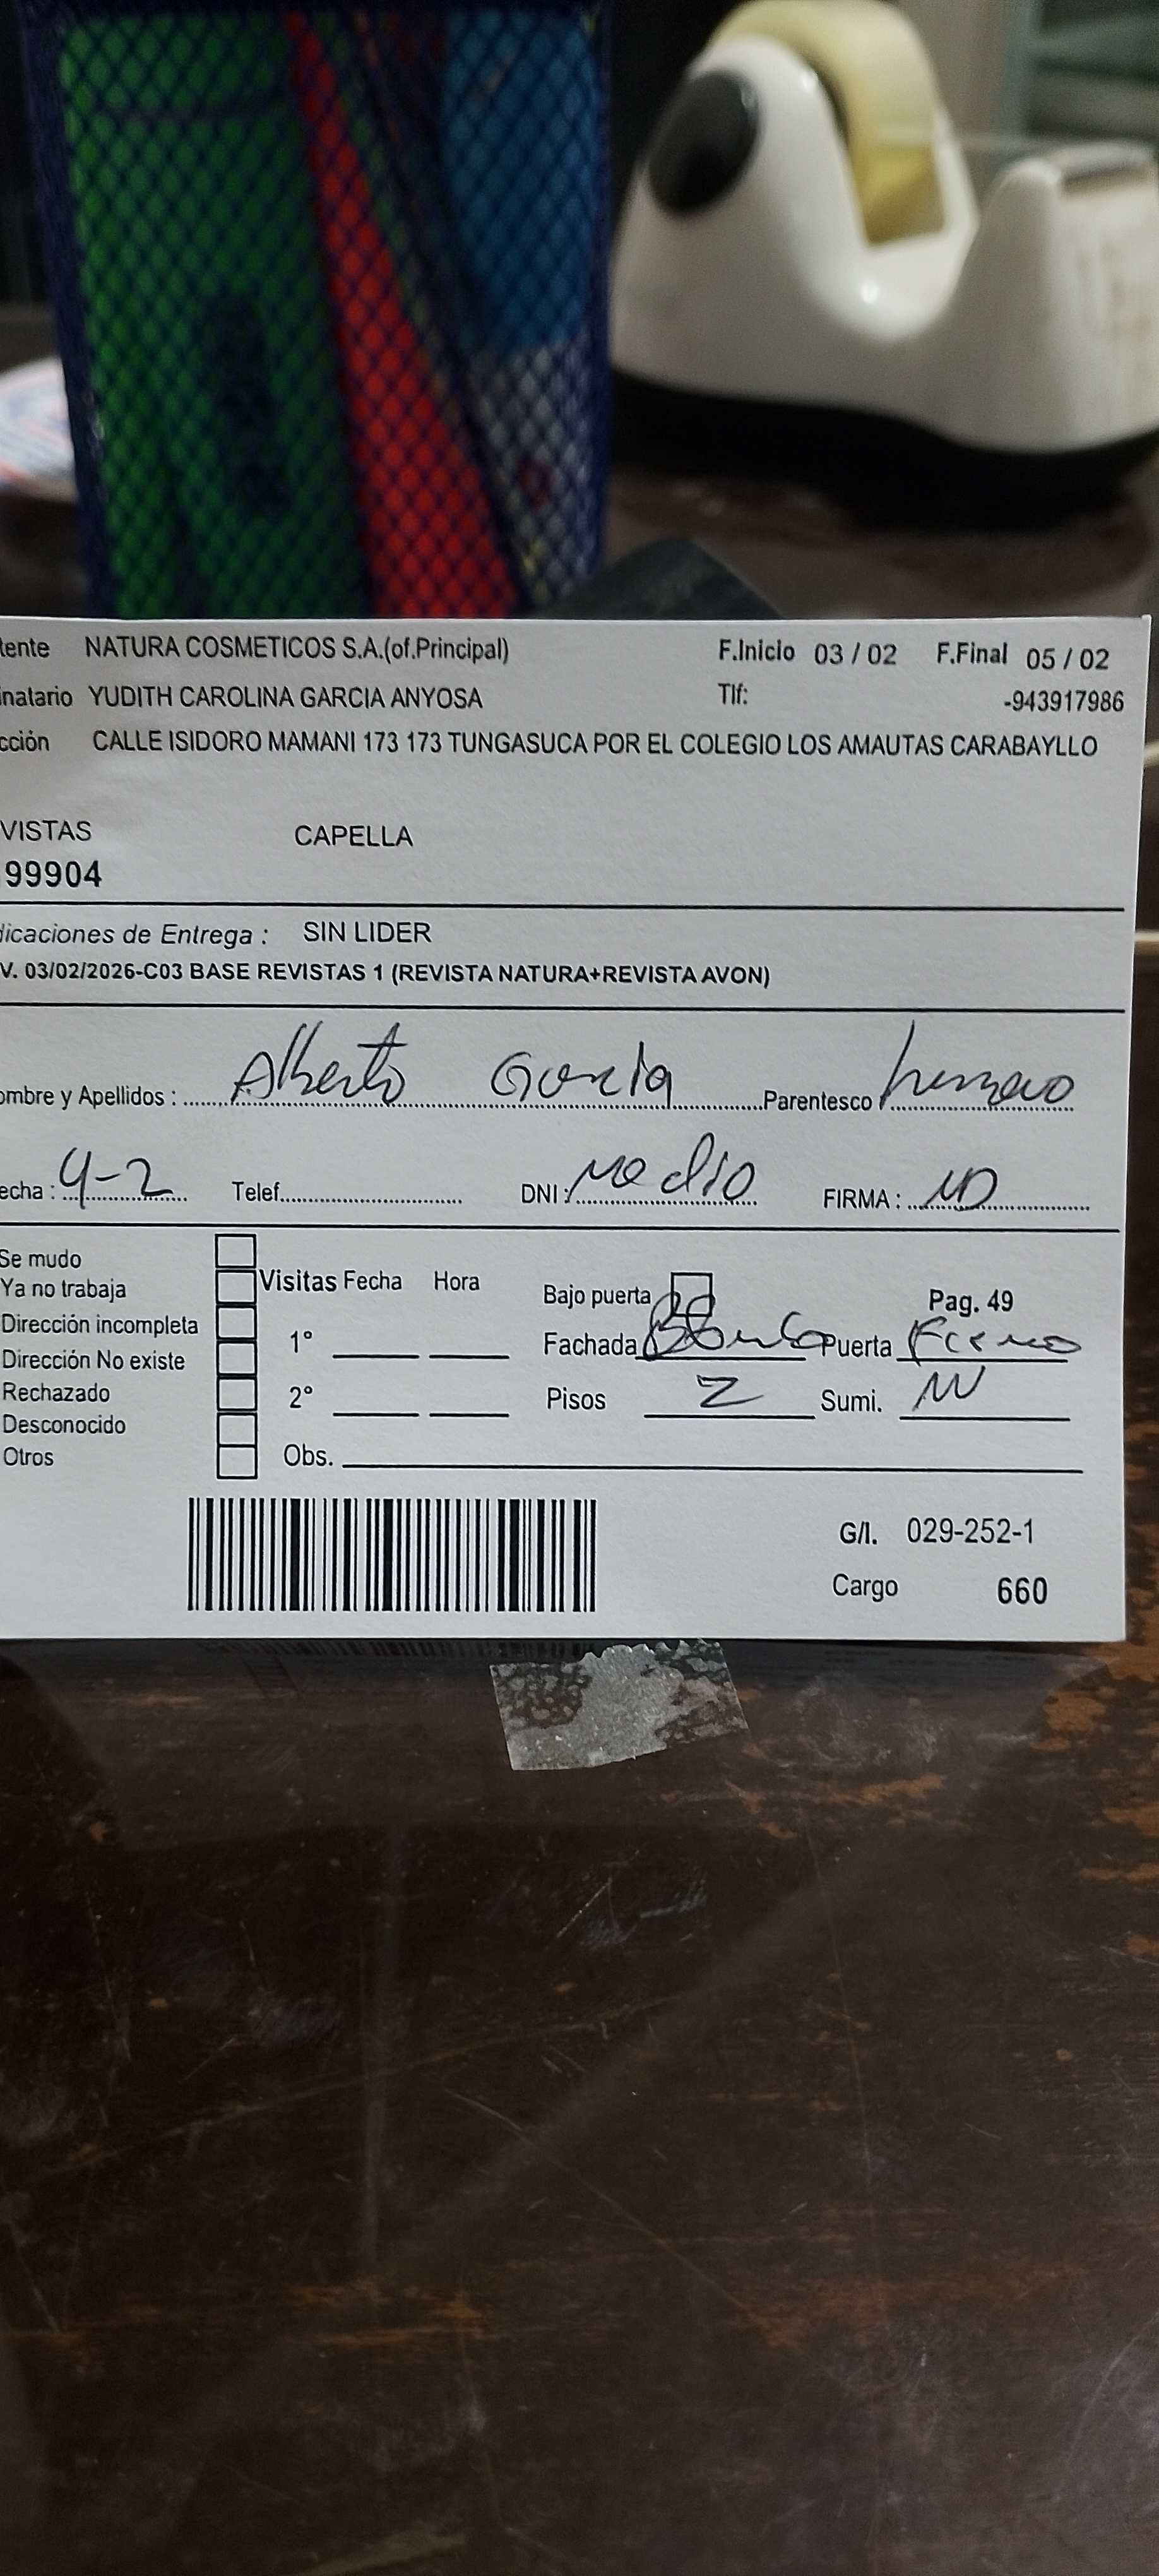 ente NATURA COSMETICOS S.A.(of.Principal) F.Inicio 03 / 02 F.Final 05 / 02
natario YUDITH CAROLINA GARCIA ANYOSA Tlf: -943917986
cción CALLE ISIDORO MAMANI 173 173 TUNGASUCA POR EL COLEGIO LOS AMAUTAS CARABAYLLO
VISTAS CAPELLA
99904
dicaciones de Entrega : SIN LIDER
V. 03/02/2026-C03 BASE REVISTAS 1 (REVISTA NATURA+REVISTA AVON)
ombre y Apellidos : Alberto Garcia Parentesco hermano
echa : 4-2 Telef. DNI : No dio FIRMA :
Se mudo
Ya no trabaja Visitas Fecha Hora Bajo puerta Pag. 49
Dirección incompleta 1° Fachada Blanco Puerta Fierro
Dirección No existe
Rechazado 2° Pisos 2 Sumi.
Desconocido
Otros Obs.
G/I. 029-252-1
Cargo 660